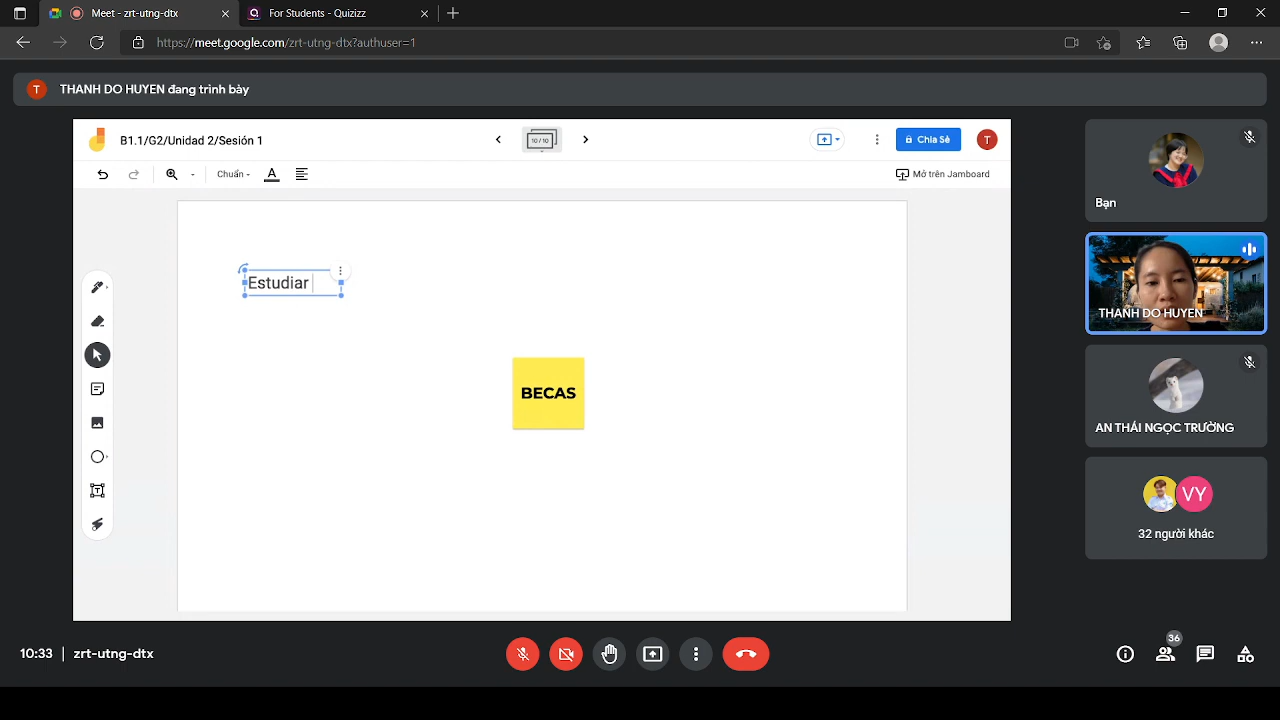 Meet - zrt-utng-dtx
For Students - Quizizz
https://meet.google.com/zrt-utng-dtx?authuser=1
T
THANH DO HUYEN đang trình bày
B1.1/G2/Unidad 2/Sesión 1
10 / 10
Chia Sẻ
T
Chuẩn
A
Mở trên Jamboard
Estudiar
BECAS
Bạn
THANH DO HUYEN
AN THÁI NGỌC TRƯỜNG
VY
32 người khác
10:33 | zrt-utng-dtx
36